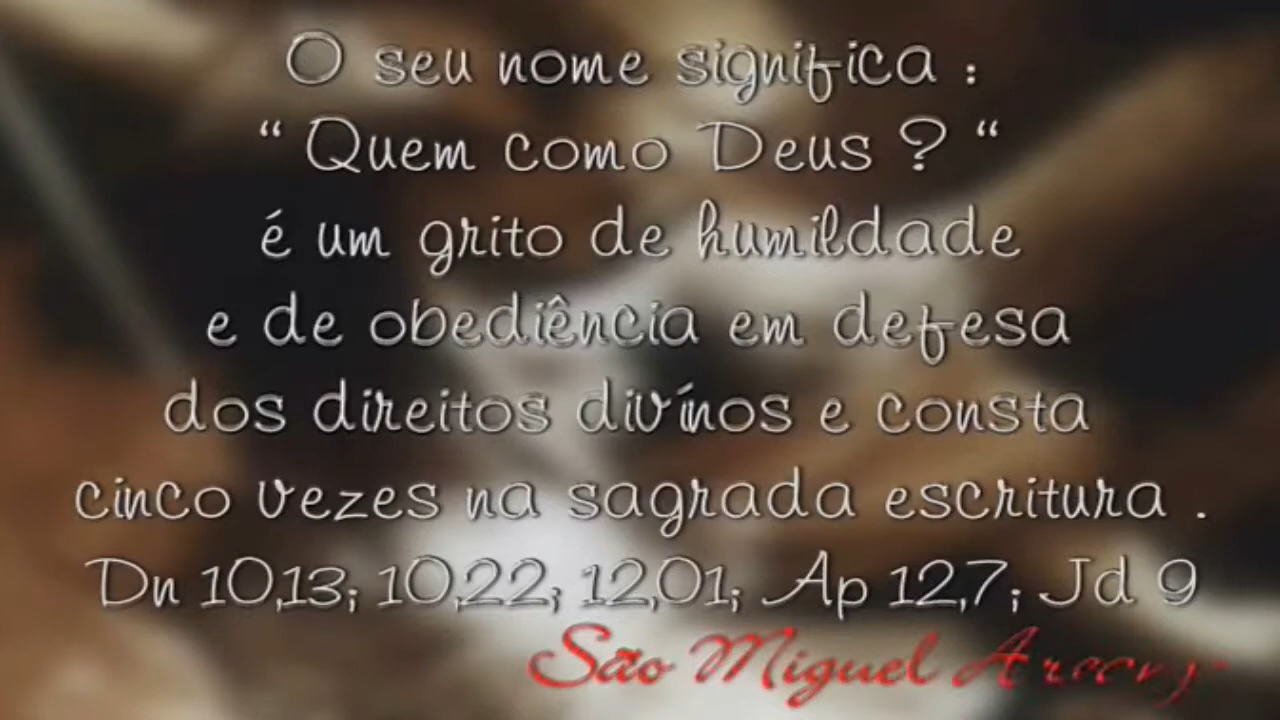 O seu nome significa :
“ Quem como Deus ? “
é um grito de humildade
e de obediência em defesa
dos direitos divínos e consta
cinco vezes na sagrada escritura .
Dn 10,13; 10,22; 12,01; Ap 12,7; Jd 9
São Miguel